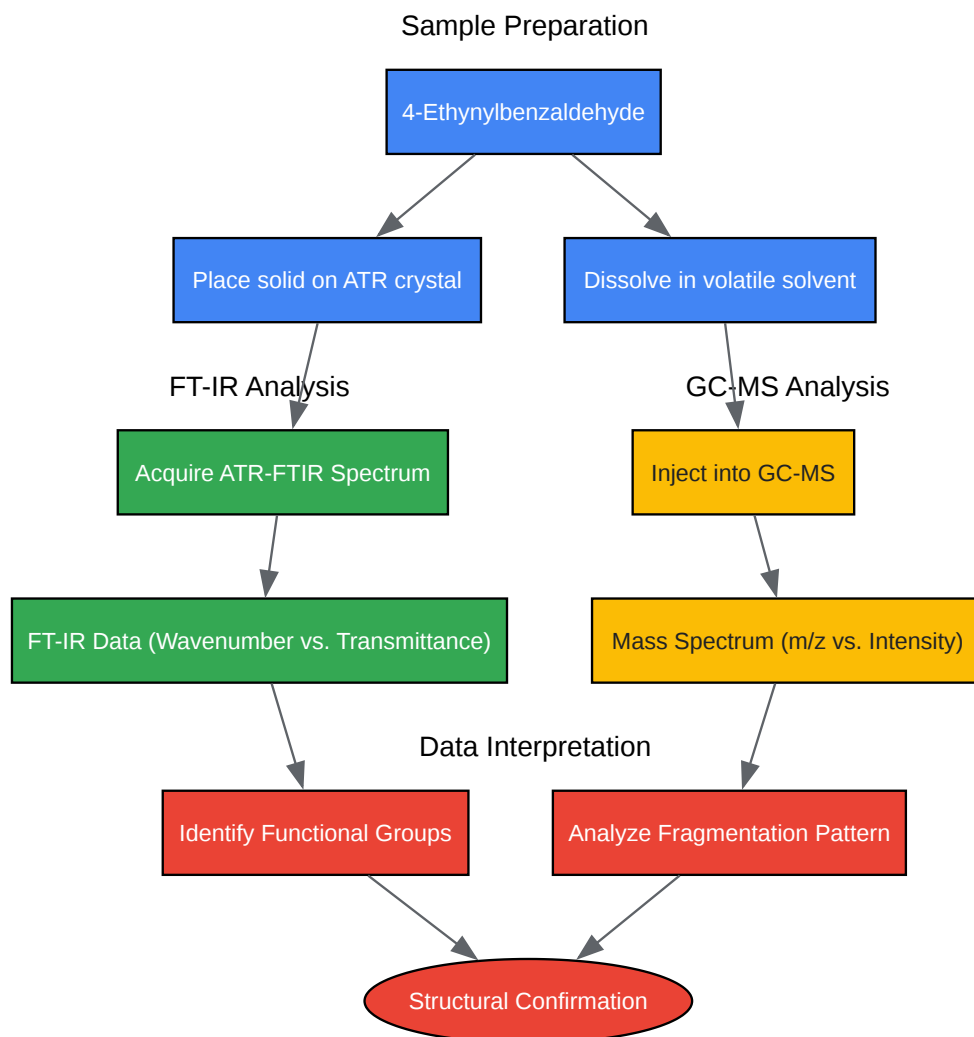 Sample Preparation
4-Ethynylbenzaldehyde
Place solid on ATR crystal
Dissolve in volatile solvent
FT-IR Analysis
GC-MS Analysis
Acquire ATR-FTIR Spectrum
Inject into GC-MS
FT-IR Data (Wavenumber vs. Transmittance)
Mass Spectrum (m/z vs. Intensity)
Data Interpretation
Identify Functional Groups
Analyze Fragmentation Pattern
Structural Confirmation